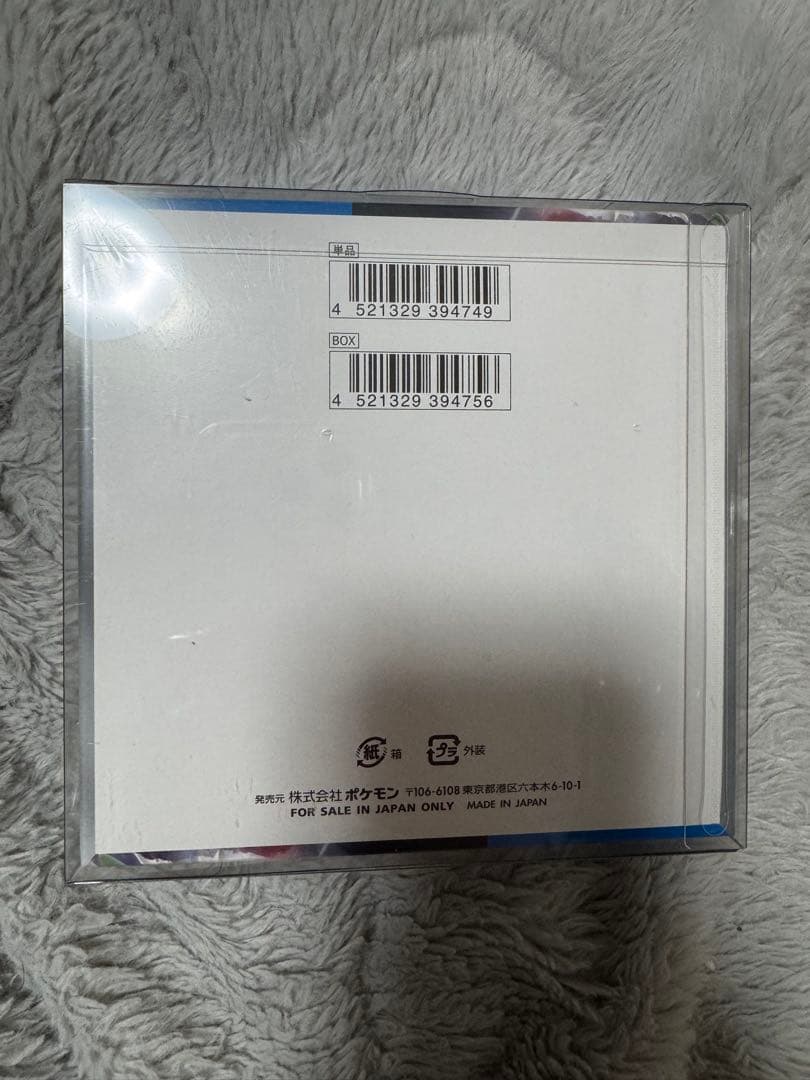 単品
4 521329 394749
BOX
4 521329 394756
紙 箱 プラ 外装
発売元 株式会社 ポケモン 〒106-6108 東京都港区六本木6-10-1
FOR SALE IN JAPAN ONLY MADE IN JAPAN